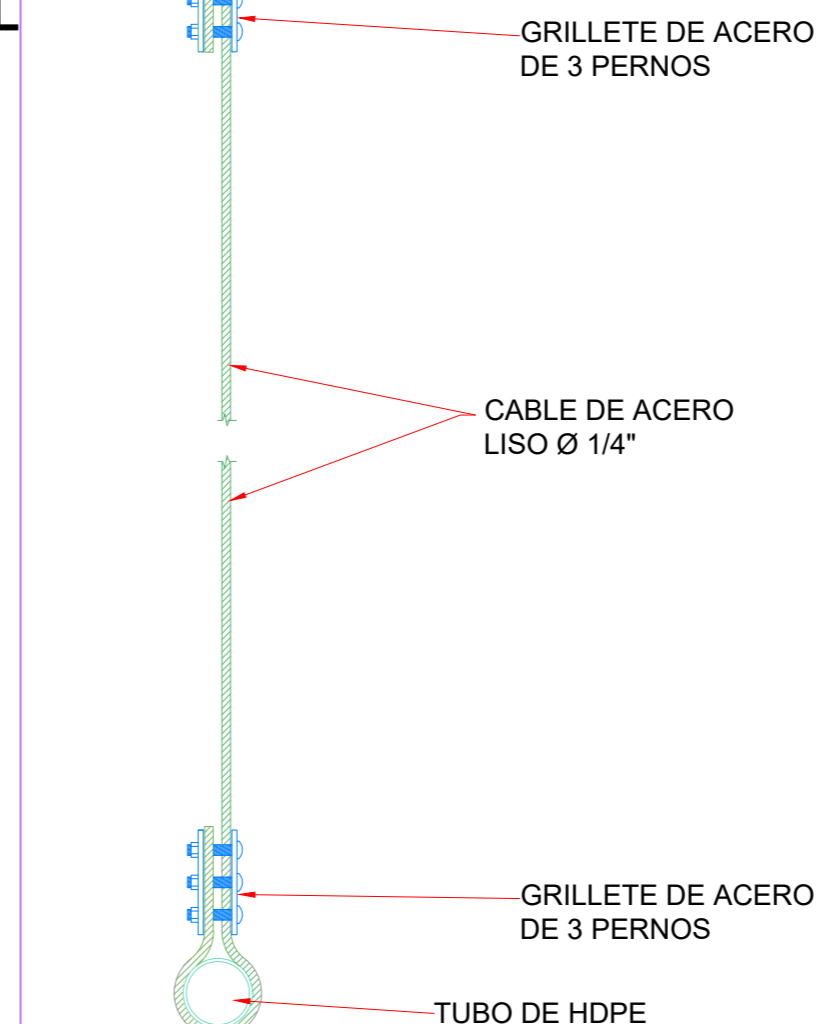 GRILLETE DE ACERO
DE 3 PERNOS
CABLE DE ACERO
LISO Ø 1/4"
GRILLETE DE ACERO
DE 3 PERNOS
TUBO DE HDPE